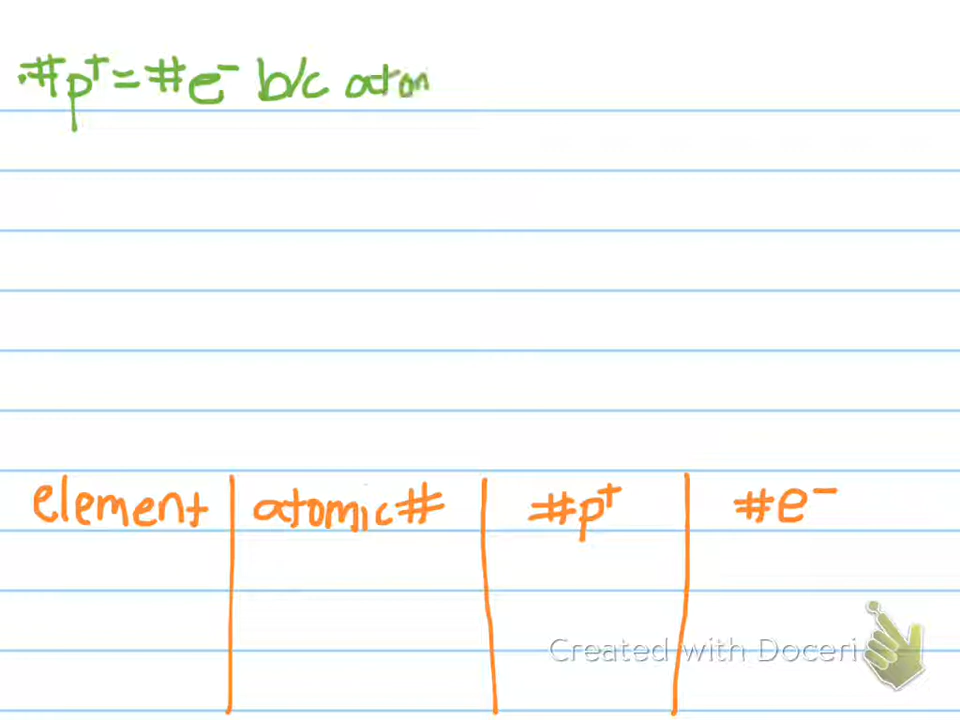 ·#p⁺=#e⁻ b/c atom
element atomic# #p⁺ #e⁻
Created with Doceri